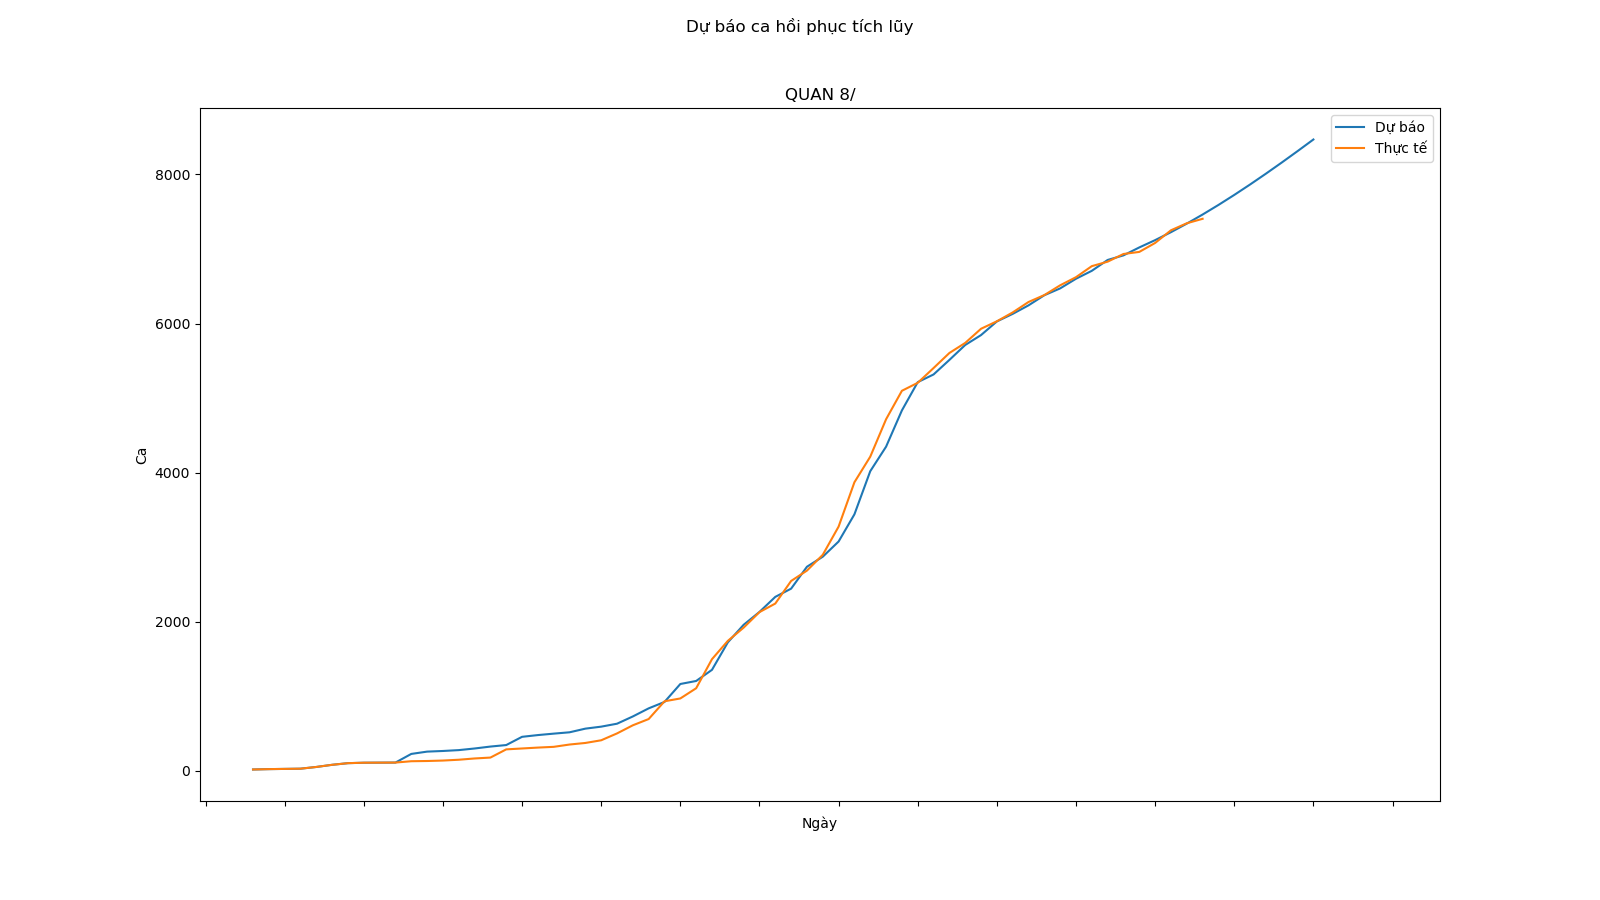 Dự báo ca hồi phục tích lũy
QUAN 8/
Dự báo
Thực tế
8000
6000
4000
2000
0
Ca
Ngày